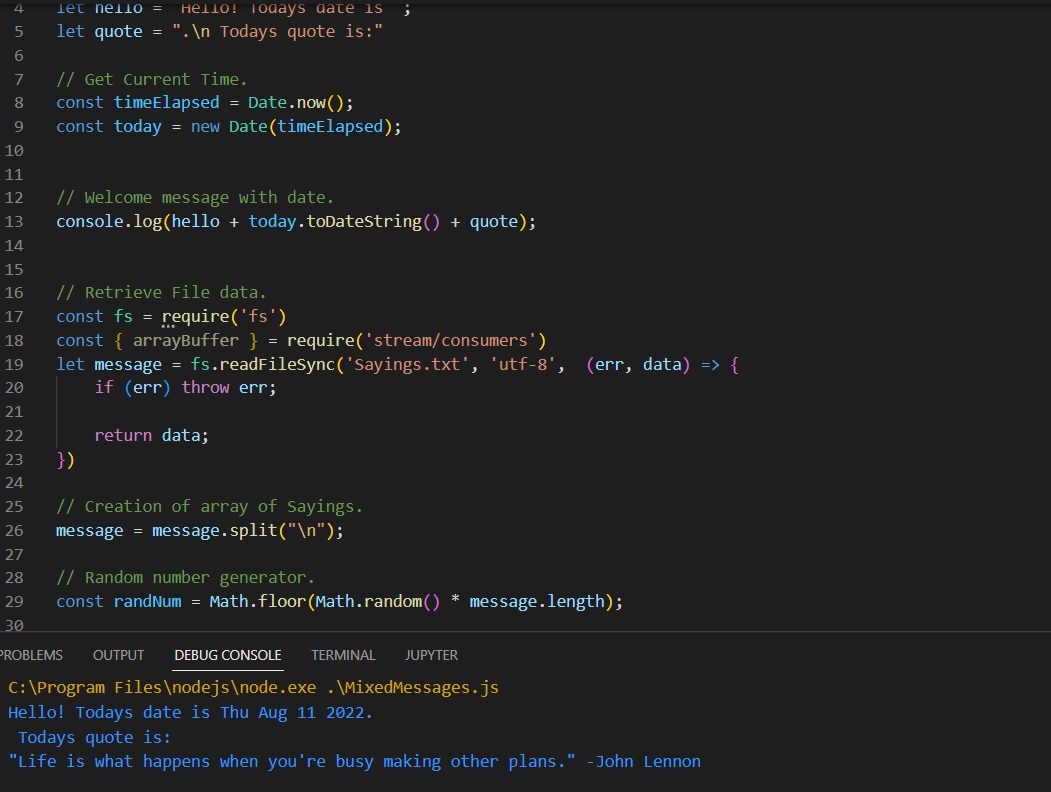 4 let hello = "Hello! Todays date is ";
5 let quote = ".\n Todays quote is:"
6
7 // Get Current Time.
8 const timeElapsed = Date.now();
9 const today = new Date(timeElapsed);
10
11
12 // Welcome message with date.
13 console.log(hello + today.toDateString() + quote);
14
15
16 // Retrieve File data.
17 const fs = require('fs')
18 const { arrayBuffer } = require('stream/consumers')
19 let message = fs.readFileSync('Sayings.txt', 'utf-8',  (err, data) => {
20 if (err) throw err;
21
22 return data;
23 })
24
25 // Creation of array of Sayings.
26 message = message.split("\n");
27
28 // Random number generator.
29 const randNum = Math.floor(Math.random() * message.length);
30
PROBLEMS OUTPUT DEBUG CONSOLE TERMINAL JUPYTER
C:\Program Files\nodejs\node.exe .\MixedMessages.js
Hello! Todays date is Thu Aug 11 2022.
Todays quote is:
"Life is what happens when you're busy making other plans." -John Lennon